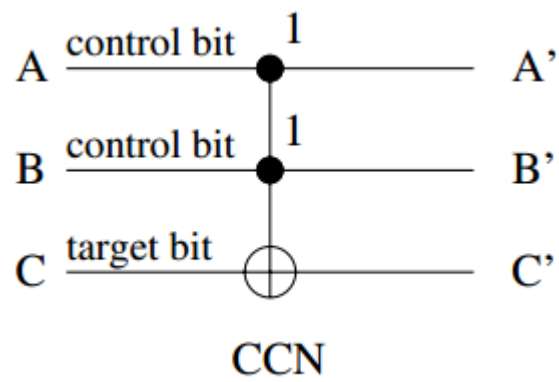 control bit 1
A A’
control bit 1
B B’
target bit
C C’
CCN